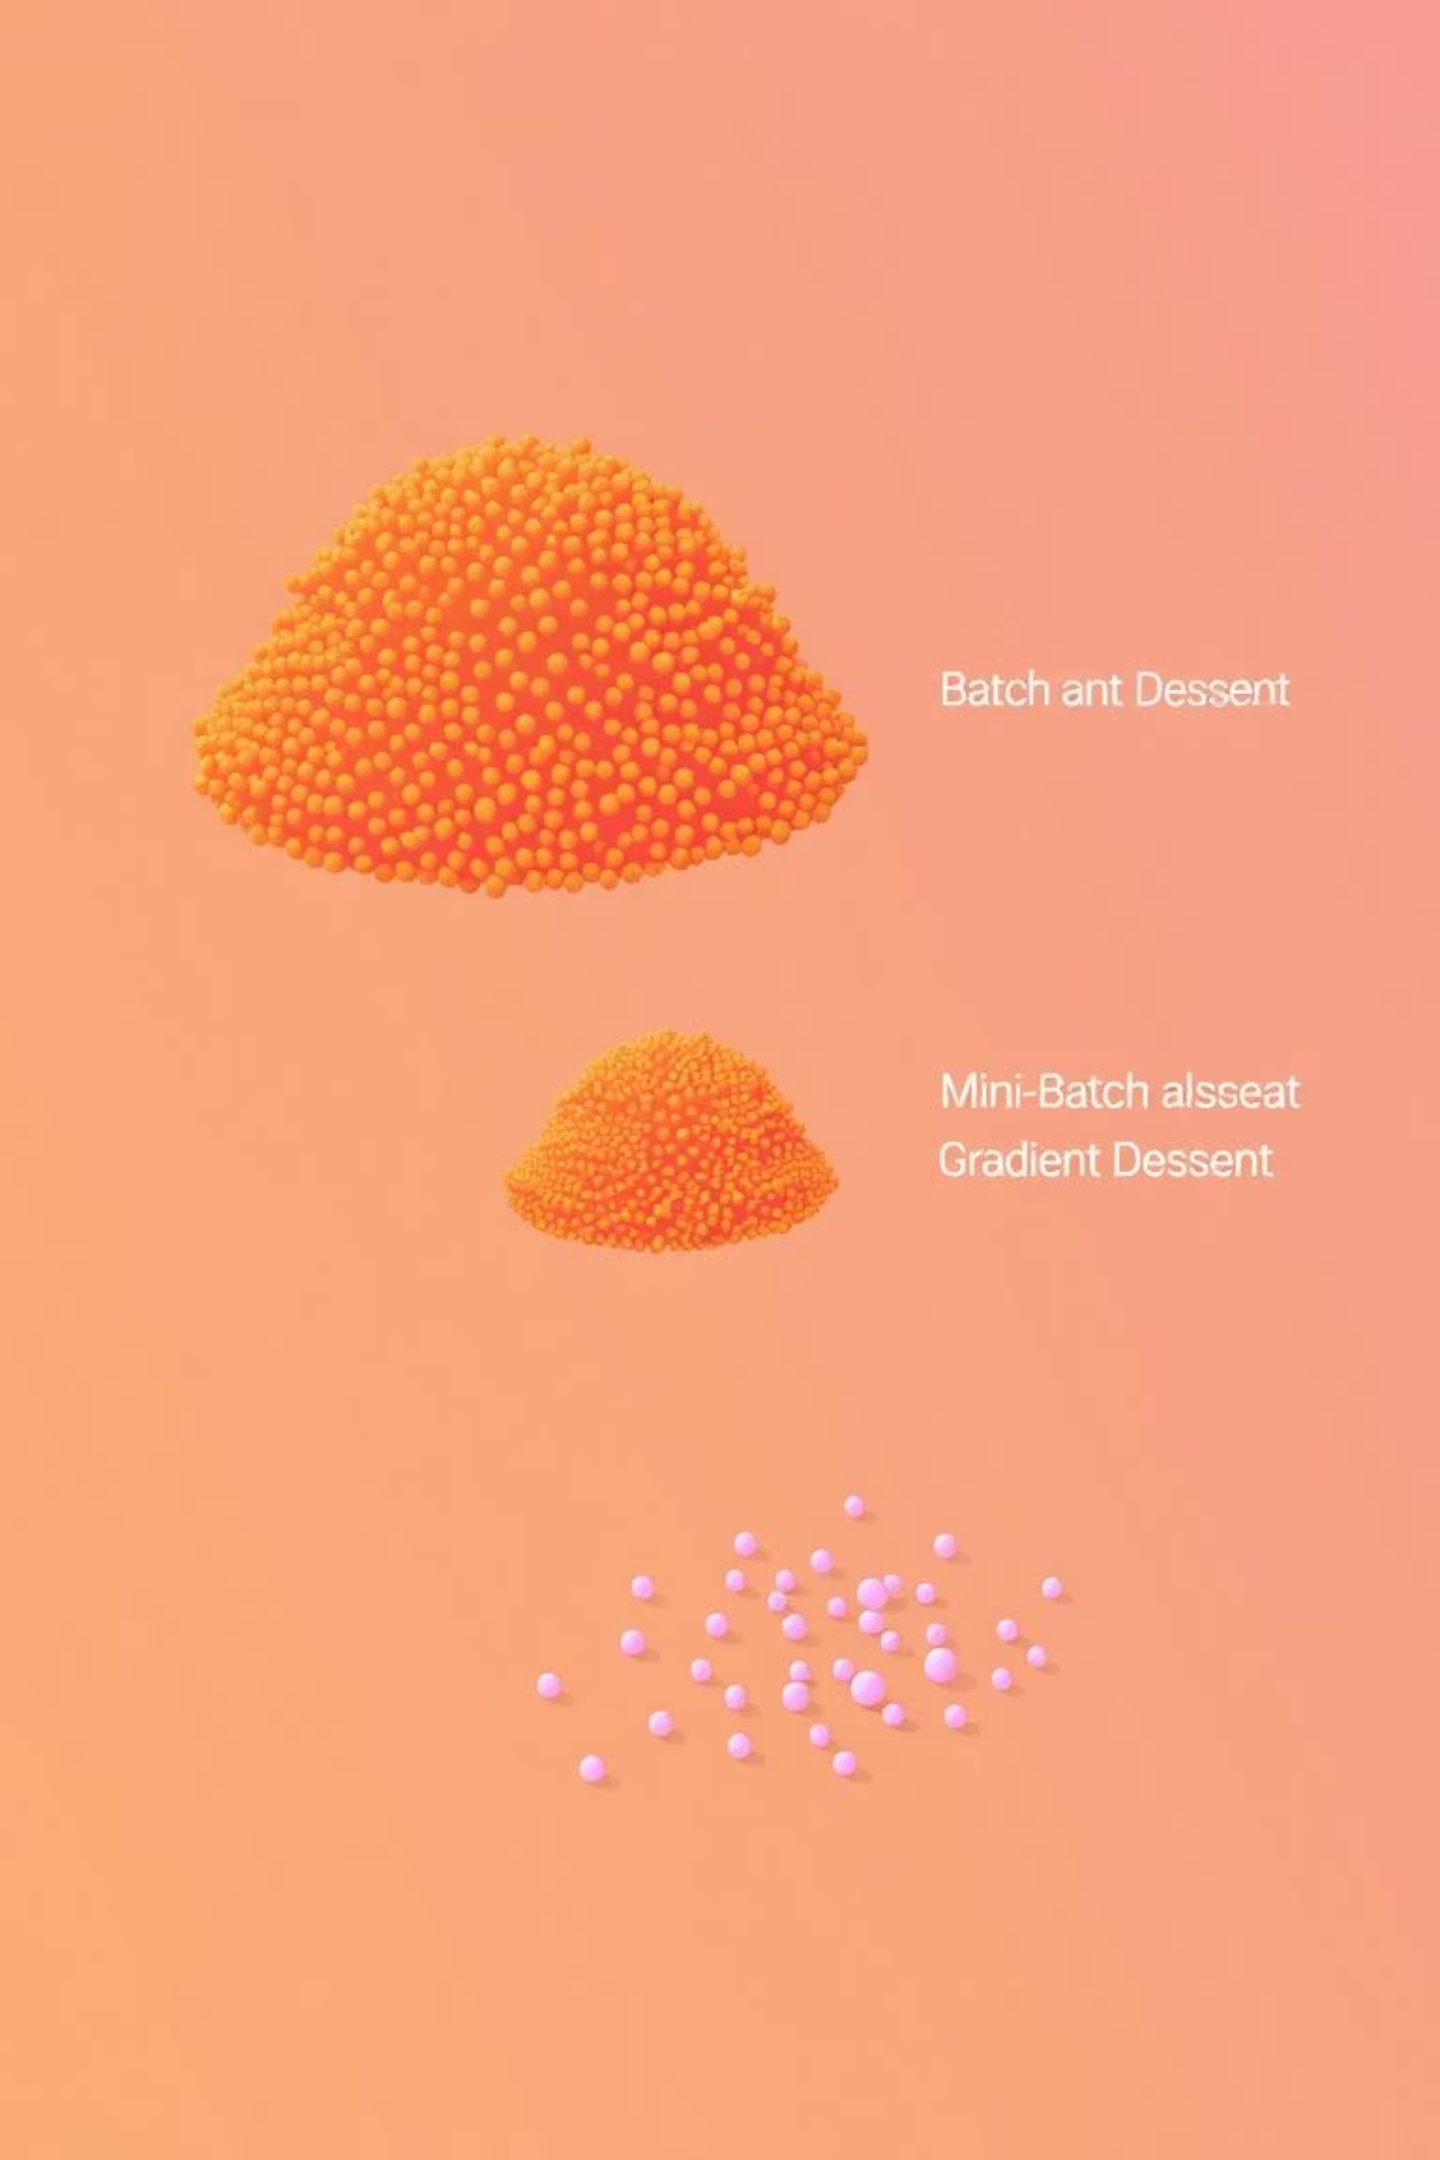 Batch ant Dessent
Mini-Batch alsseat
Gradient Dessent